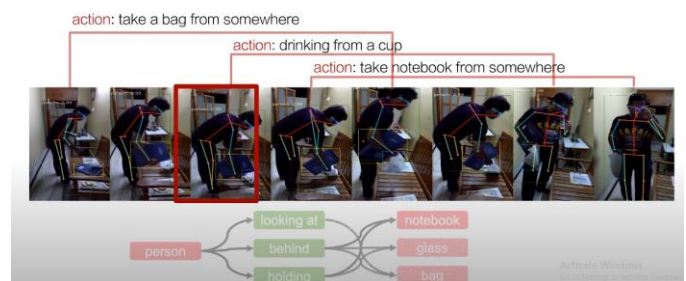 action: take a bag from somewhere
action: drinking from a cup
action: take notebook from somewhere
looking at
notebook
person
behind
glass
holding
bag
Activate Windows